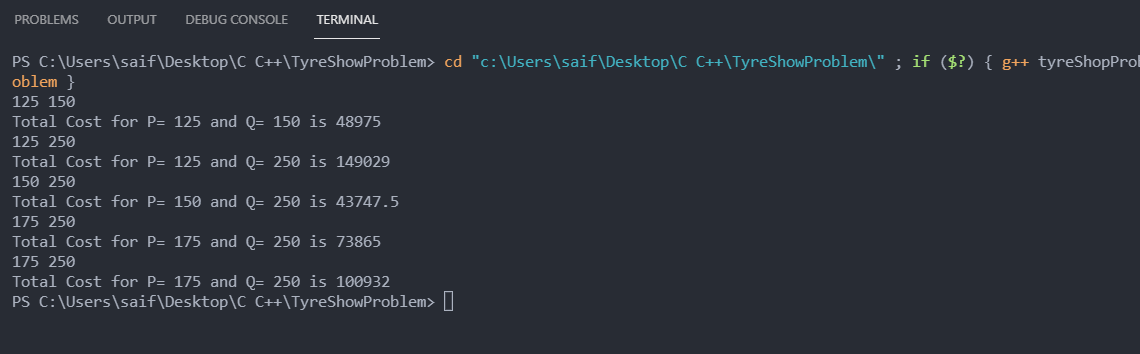 PROBLEMS OUTPUT DEBUG CONSOLE TERMINAL
PS C:\Users\saif\Desktop\C C++\TyreShowProblem> cd "c:\Users\saif\Desktop\C C++\TyreShowProblem\" ; if ($?) { g++ tyreShopProb
oblem }
125 150
Total Cost for P= 125 and Q= 150 is 48975
125 250
Total Cost for P= 125 and Q= 250 is 149029
150 250
Total Cost for P= 150 and Q= 250 is 43747.5
175 250
Total Cost for P= 175 and Q= 250 is 73865
175 250
Total Cost for P= 175 and Q= 250 is 100932
PS C:\Users\saif\Desktop\C C++\TyreShowProblem>